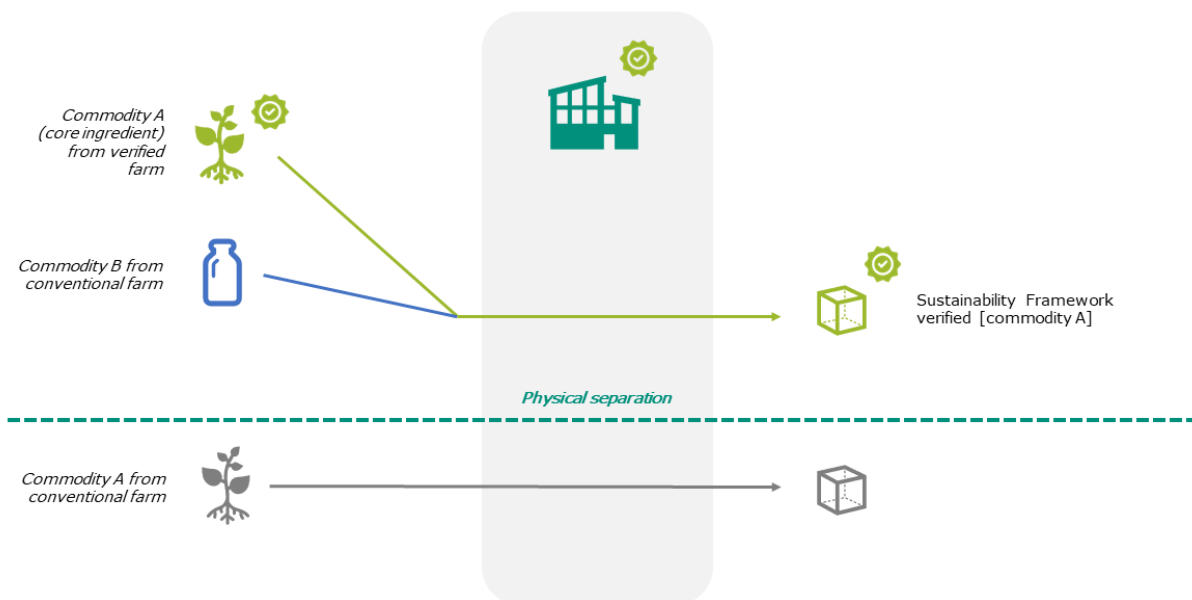 Commodity A
(core ingredient)
from verified
farm
Commodity B from
conventional farm
Sustainability Framework
verified [commodity A]
Physical separation
Commodity A from
conventional farm